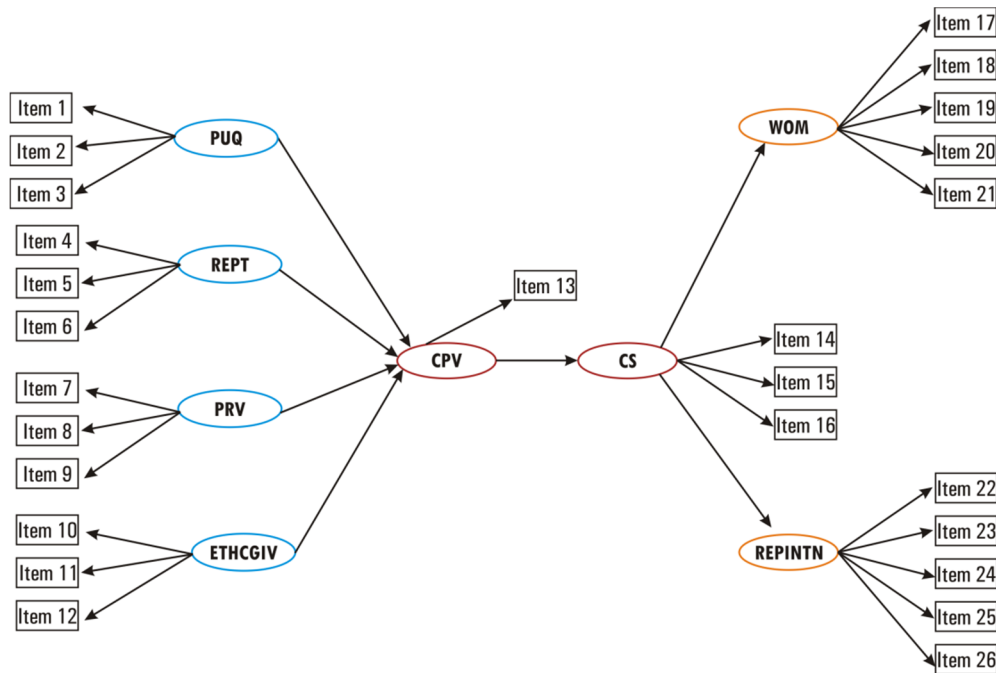 Item 17
Item 18
Item 19
Item 20
Item 21
WOM
Item 1
Item 2
Item 3
PUQ
Item 4
Item 5
Item 6
REPT
Item 13
CPV
CS
Item 14
Item 15
Item 16
Item 7
Item 8
Item 9
PRV
Item 10
Item 11
Item 12
ETHCGIV
REPINTN
Item 22
Item 23
Item 24
Item 25
Item 26